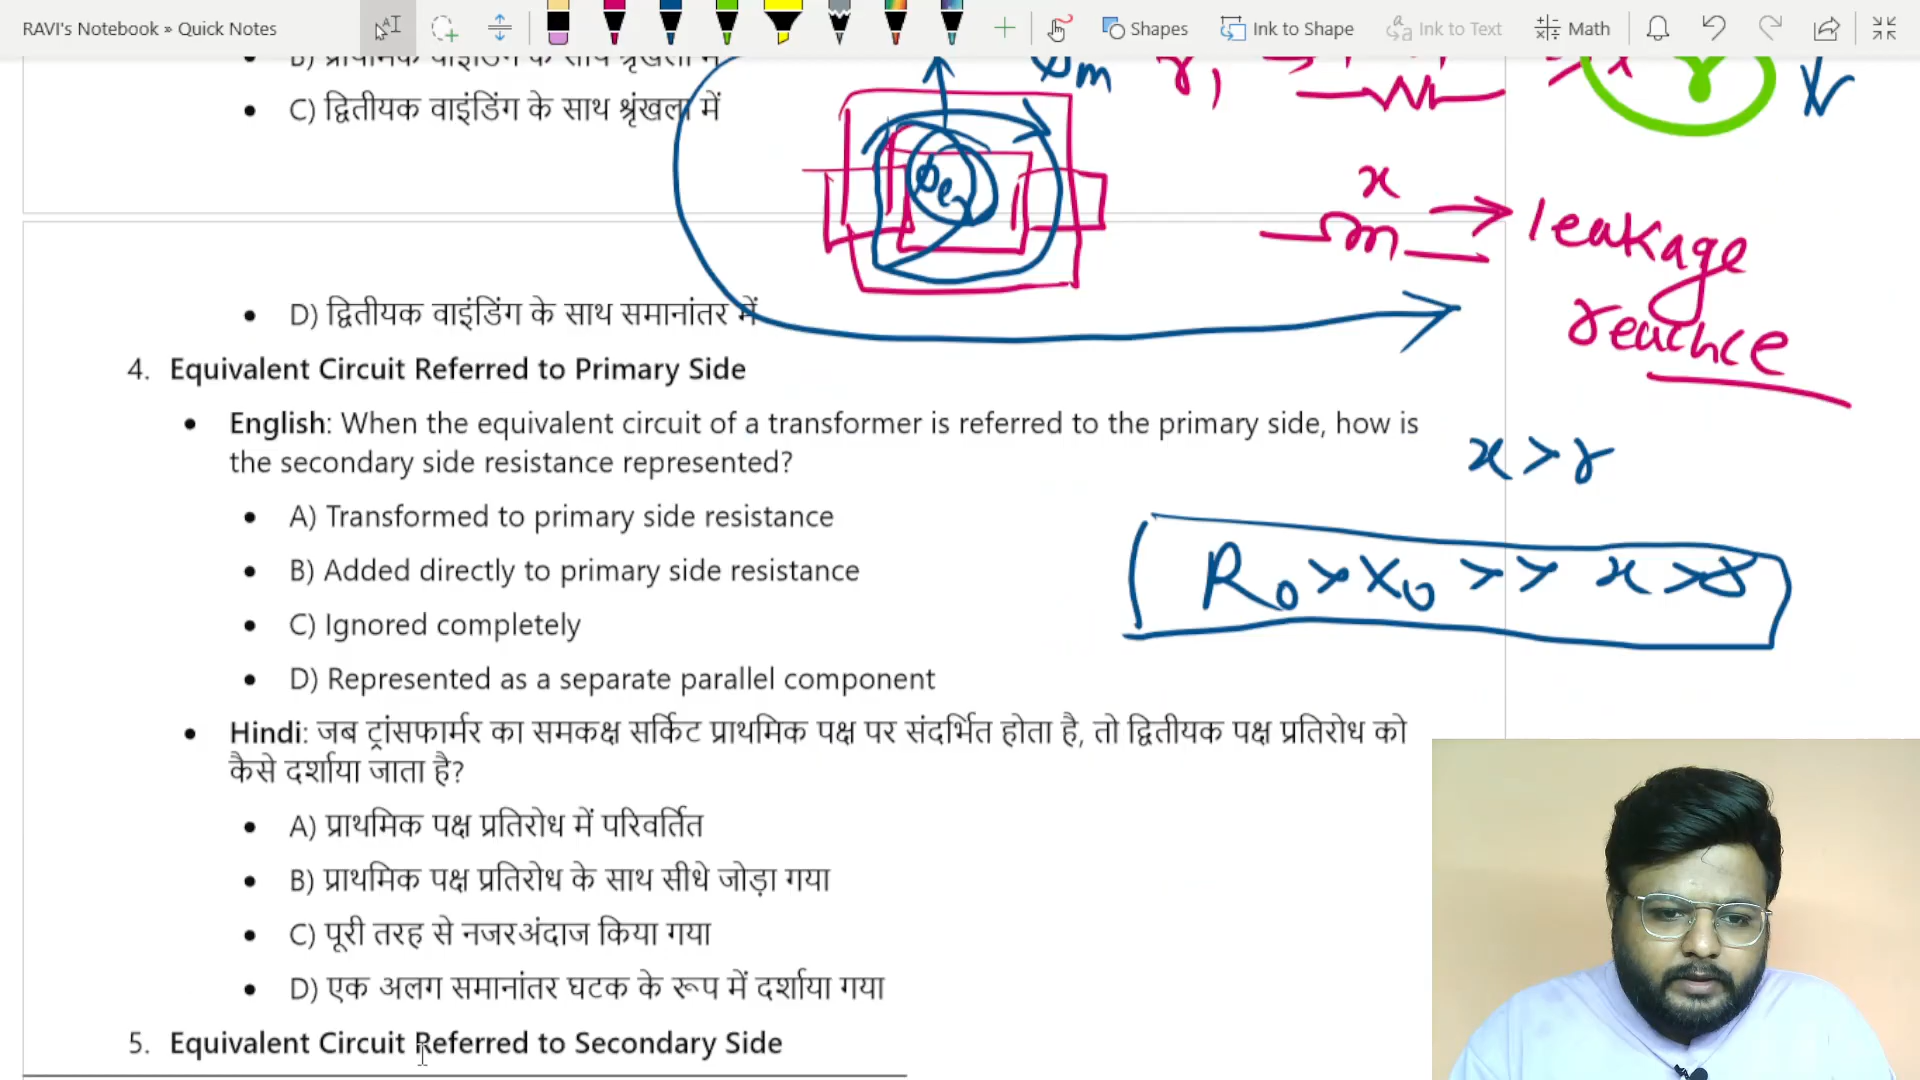 RAVI's Notebook » Quick Notes
Shapes
Ink to Shape
Ink to Text
Math
B) प्राथमिक वाइंडिंग के साथ श्रृंखला में
C) द्वितीयक वाइंडिंग के साथ श्रृंखला में
D) द्वितीयक वाइंडिंग के साथ समानांतर में
x
leakage
reactnce
4. Equivalent Circuit Referred to Primary Side
English: When the equivalent circuit of a transformer is referred to the primary side, how is
the secondary side resistance represented?
x > r
A) Transformed to primary side resistance
B) Added directly to primary side resistance
R₀ > X₀ >> x > r
C) Ignored completely
D) Represented as a separate parallel component
Hindi: जब ट्रांसफार्मर का समकक्ष सर्किट प्राथमिक पक्ष पर संदर्भित होता है, तो द्वितीयक पक्ष प्रतिरोध को
कैसे दर्शाया जाता है?
A) प्राथमिक पक्ष प्रतिरोध में परिवर्तित
B) प्राथमिक पक्ष प्रतिरोध के साथ सीधे जोड़ा गया
C) पूरी तरह से नजरअंदाज किया गया
D) एक अलग समानांतर घटक के रूप में दर्शाया गया
5. Equivalent Circuit Referred to Secondary Side